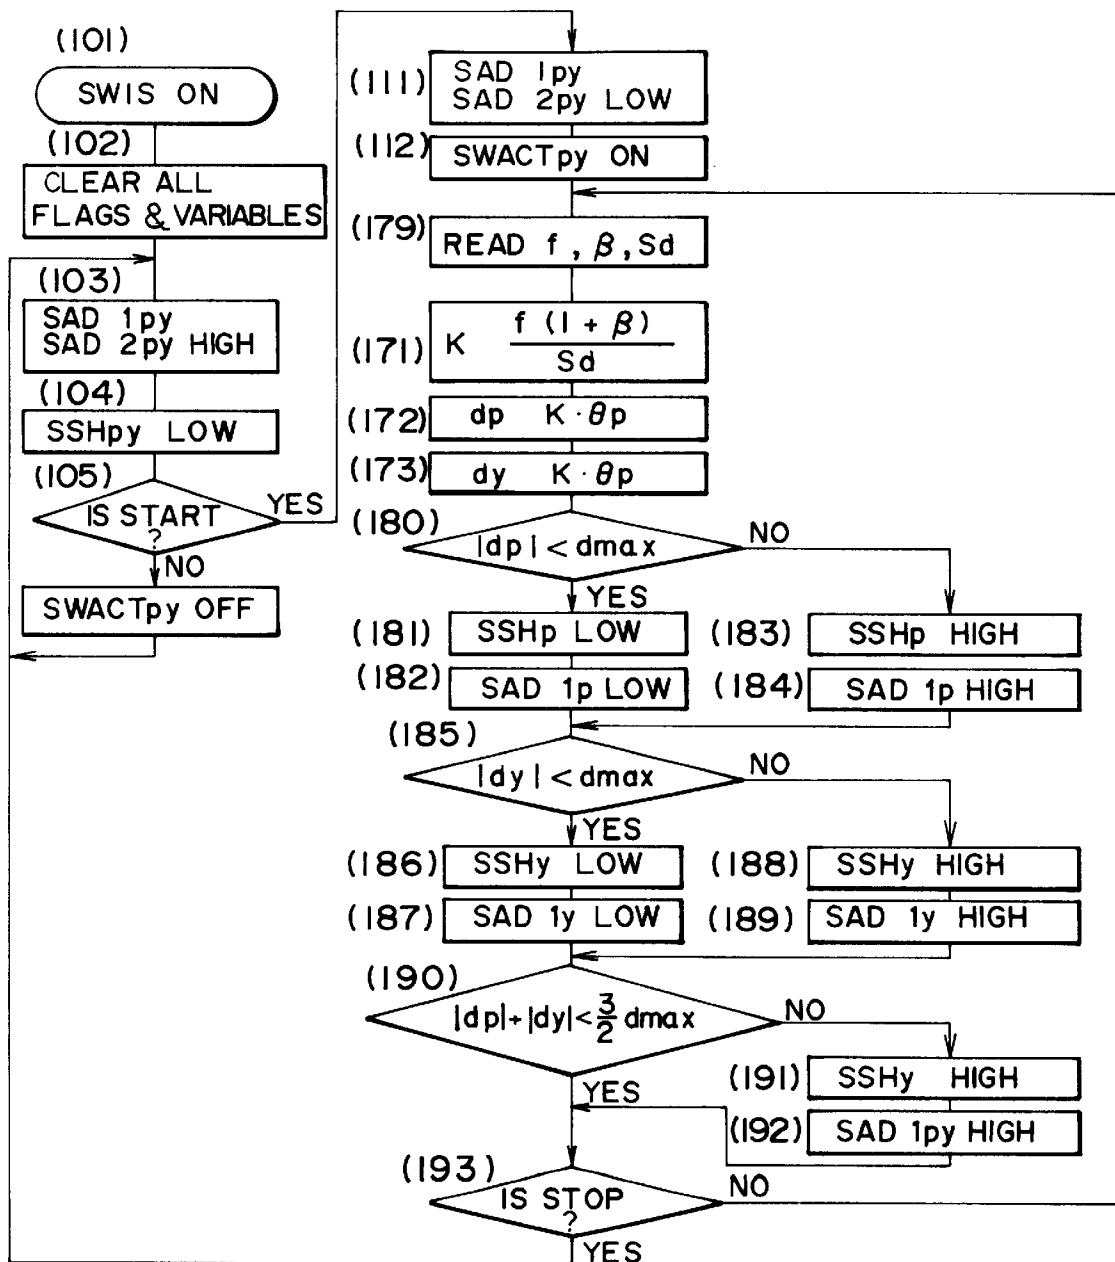 (101)
SWIS ON
(102)
CLEAR ALL
FLAGS & VARIABLES
(103)
SAD 1py
SAD 2py HIGH
(104)
SSHpy LOW
(105)
IS START
?
YES
NO
SWACTpy OFF
(111)
SAD 1py
SAD 2py LOW
(112)
SWACTpy ON
(179)
READ f , β , Sd
(171)
K f (1 + β) / Sd
(172)
dp K · θp
(173)
dy K · θp
(180)
|dp| < dmax
NO
YES
(181)
SSHp LOW
(182)
SAD 1p LOW
(183)
SSHp HIGH
(184)
SAD 1p HIGH
(185)
|dy| < dmax
NO
YES
(186)
SSHy LOW
(187)
SAD 1y LOW
(188)
SSHy HIGH
(189)
SAD 1y HIGH
(190)
|dp|+|dy|< 3/2 dmax
NO
YES
(191)
SSHy HIGH
(192)
SAD 1py HIGH
(193)
IS STOP
?
NO
YES